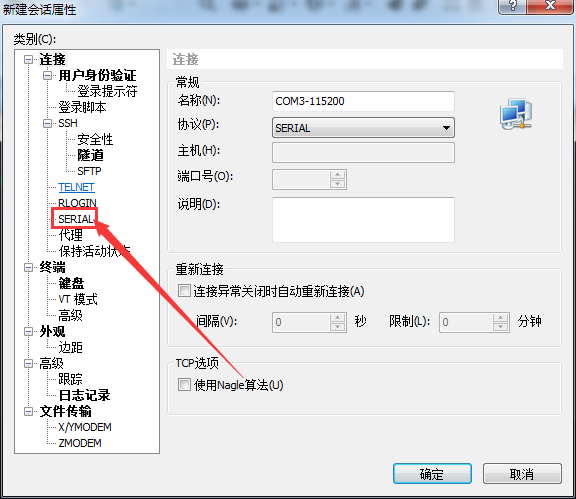 新建会话属性
类别(C):
连接
用户身份验证
登录提示符
登录脚本
SSH
安全性
隧道
SFTP
TELNET
RLOGIN
SERIAL
代理
保持活动状态
终端
键盘
VT 模式
高级
外观
边距
高级
跟踪
日志记录
文件传输
X/YMODEM
ZMODEM
连接
常规
名称(N):
COM3-115200
协议(P):
SERIAL
主机(H):
端口号(O):
说明(D):
重新连接
连接异常关闭时自动重新连接(A)
间隔(V): 0 秒 限制(L): 0 分钟
TCP选项
使用Nagle算法(U)
确定 取消